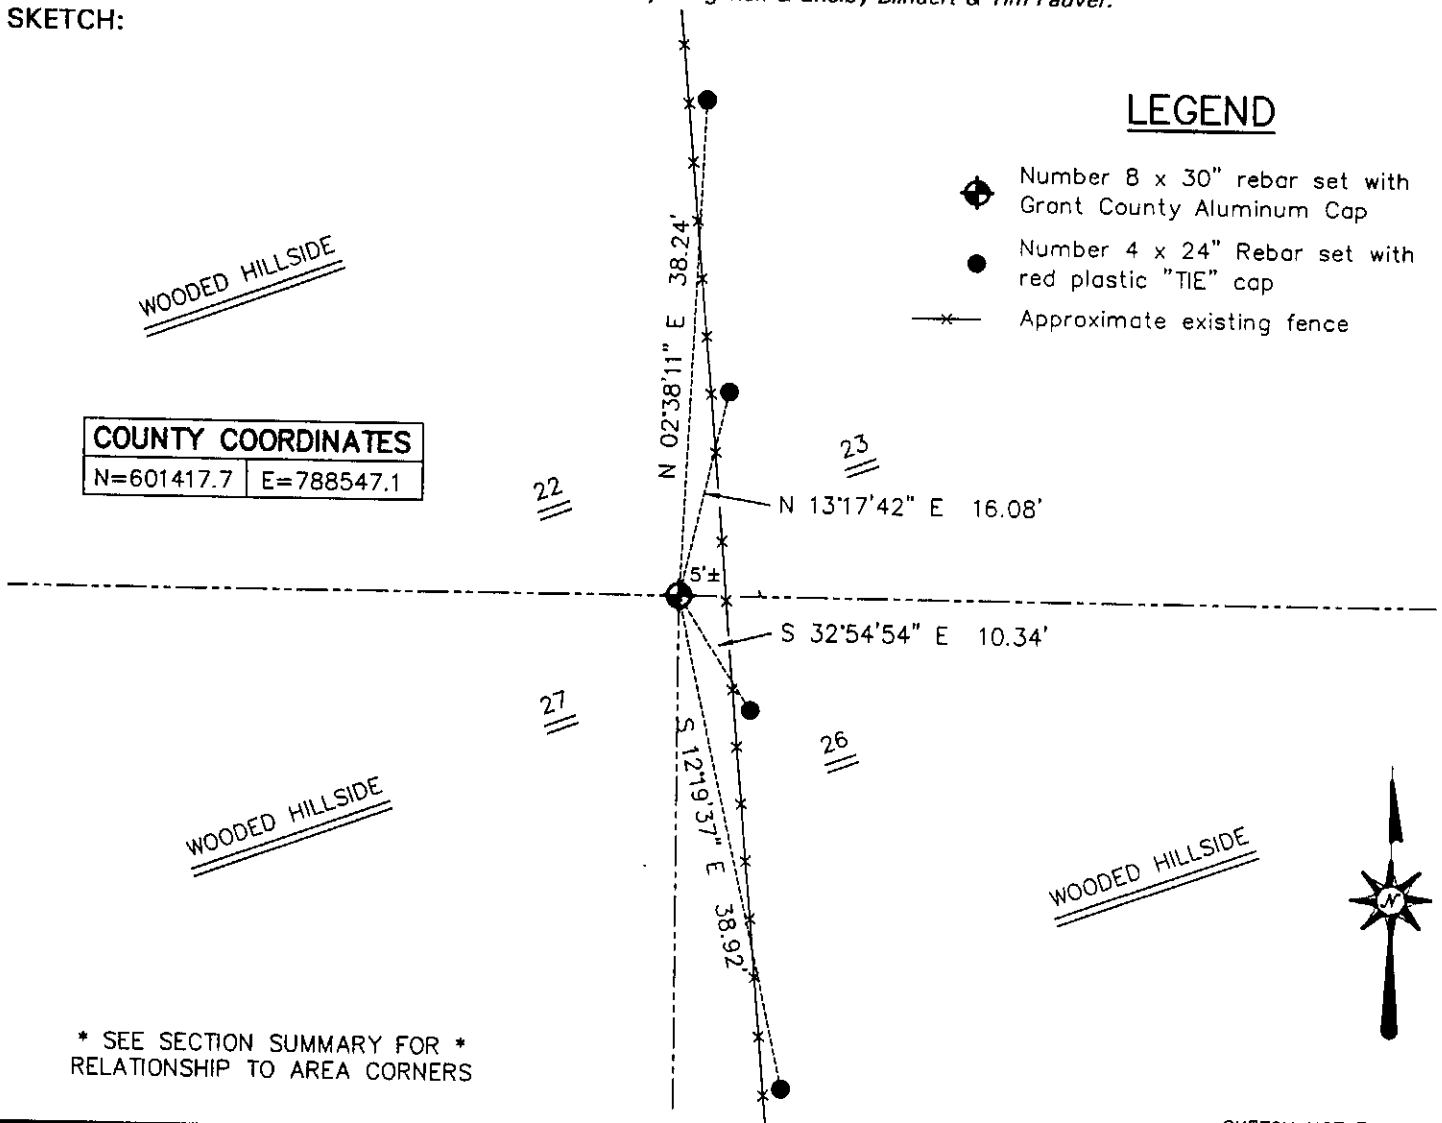 SKETCH:
LEGEND
Number 8 x 30" rebar set with
Grant County Aluminum Cap
Number 4 x 24" Rebar set with
red plastic "TIE" cap
Approximate existing fence
WOODED HILLSIDE
N 02°38'11" E 38.24'
COUNTY COORDINATES
N=601417.7 E=788547.1
22
23
N 13°17'42" E 16.08'
5'±
S 32°54'54" E 10.34'
27
26
S 12°19'37" E 38.92'
WOODED HILLSIDE
WOODED HILLSIDE
N
* SEE SECTION SUMMARY FOR *
RELATIONSHIP TO AREA CORNERS